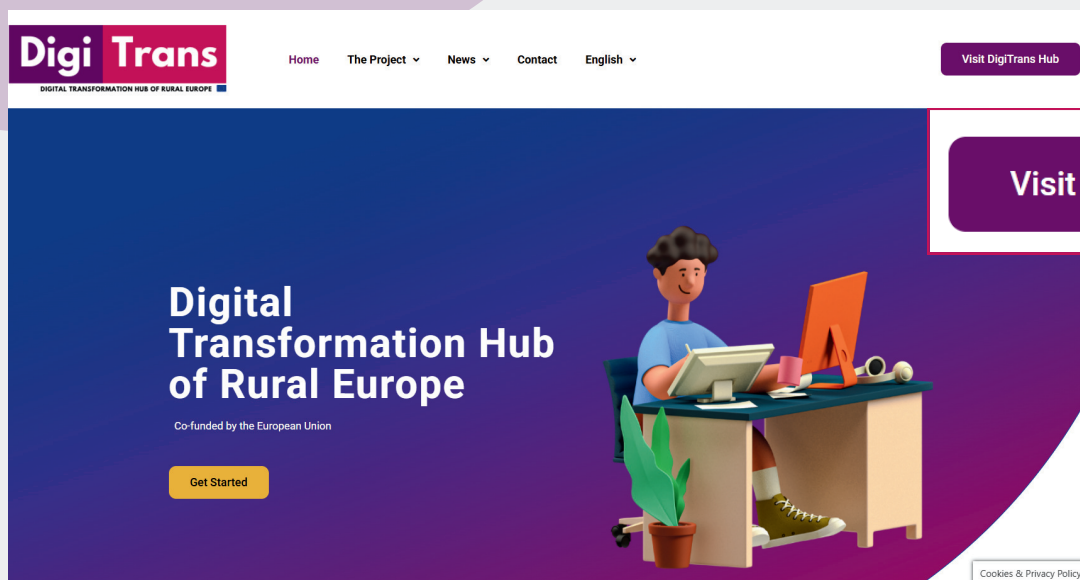 Digi Trans
DIGITAL TRANSFORMATION HUB OF RURAL EUROPE
Home The Project News Contact English
Visit DigiTrans Hub
Visit
Digital
Transformation Hub
of Rural Europe
Co-funded by the European Union
Get Started
Cookies & Privacy Policy